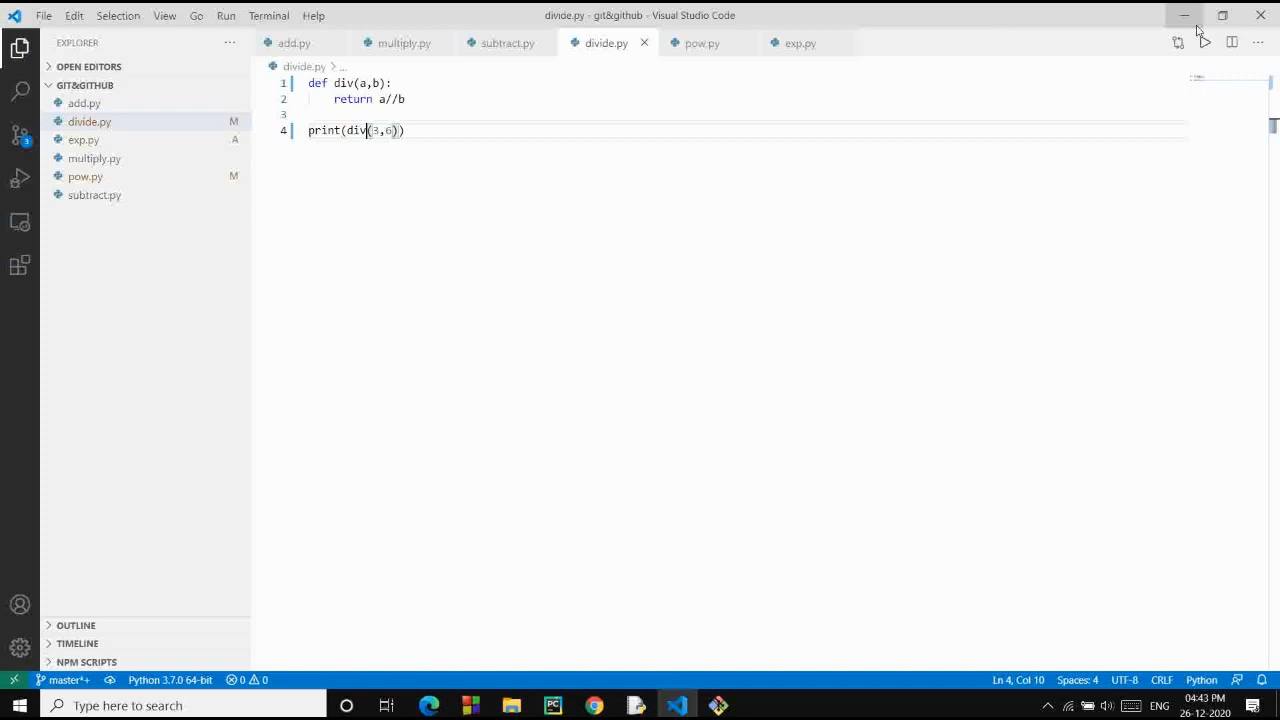 File Edit Selection View Go Run Terminal Help
divide.py - git&github - Visual Studio Code
EXPLORER
add.py multiply.py subtract.py divide.py pow.py exp.py
OPEN EDITORS
GIT&GITHUB
add.py
divide.py M
exp.py A
multiply.py
pow.py M
subtract.py
OUTLINE
TIMELINE
NPM SCRIPTS
divide.py > ...
1 def div(a,b):
2 return a//b
3
4 print(div(3,6))
3
master*+ Python 3.7.0 64-bit 0 0 Ln 4, Col 10 Spaces: 4 UTF-8 CRLF Python
Type here to search
PC
ENG
04:43 PM
26-12-2020